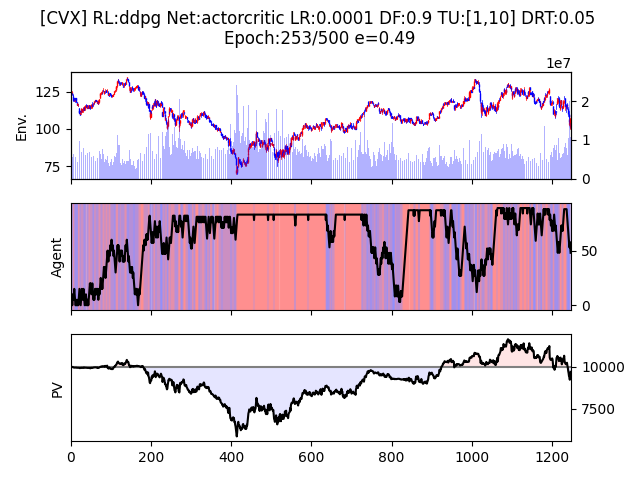 [CVX] RL:ddpg Net:actorcritic LR:0.0001 DF:0.9 TU:[1,10] DRT:0.05
Epoch:253/500 e=0.49
1e7
125
100
75
Env.
2
1
0
Agent
50
0
PV
10000
7500
0
200
400
600
800
1000
1200